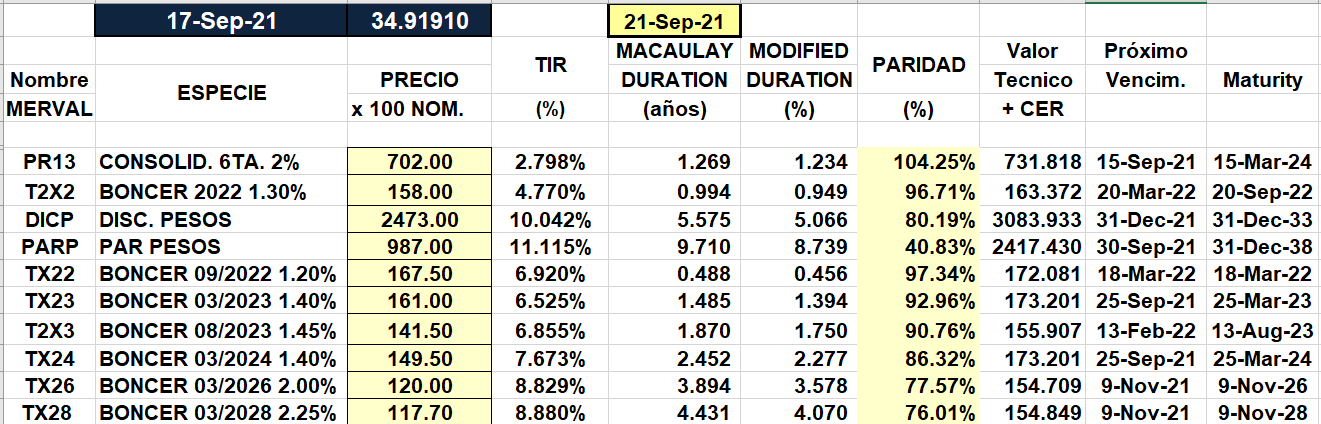 17-Sep-21 34.91910 21-Sep-21
MACAULAY MODIFIED Valor Próximo
TIR PARIDAD
Nombre PRECIO DURATION DURATION Tecnico Vencim. Maturity
ESPECIE
MERVAL x 100 NOM. (%) (años) (%) (%) + CER
PR13 CONSOLID. 6TA. 2% 702.00 2.798% 1.269 1.234 104.25% 731.818 15-Sep-21 15-Mar-24
T2X2 BONCER 2022 1.30% 158.00 4.770% 0.994 0.949 96.71% 163.372 20-Mar-22 20-Sep-22
DICP DISC. PESOS 2473.00 10.042% 5.575 5.066 80.19% 3083.933 31-Dec-21 31-Dec-33
PARP PAR PESOS 987.00 11.115% 9.710 8.739 40.83% 2417.430 30-Sep-21 31-Dec-38
TX22 BONCER 09/2022 1.20% 167.50 6.920% 0.488 0.456 97.34% 172.081 18-Mar-22 18-Mar-22
TX23 BONCER 03/2023 1.40% 161.00 6.525% 1.485 1.394 92.96% 173.201 25-Sep-21 25-Mar-23
T2X3 BONCER 08/2023 1.45% 141.50 6.855% 1.870 1.750 90.76% 155.907 13-Feb-22 13-Aug-23
TX24 BONCER 03/2024 1.40% 149.50 7.673% 2.452 2.277 86.32% 173.201 25-Sep-21 25-Mar-24
TX26 BONCER 03/2026 2.00% 120.00 8.829% 3.894 3.578 77.57% 154.709 9-Nov-21 9-Nov-26
TX28 BONCER 03/2028 2.25% 117.70 8.880% 4.431 4.070 76.01% 154.849 9-Nov-21 9-Nov-28